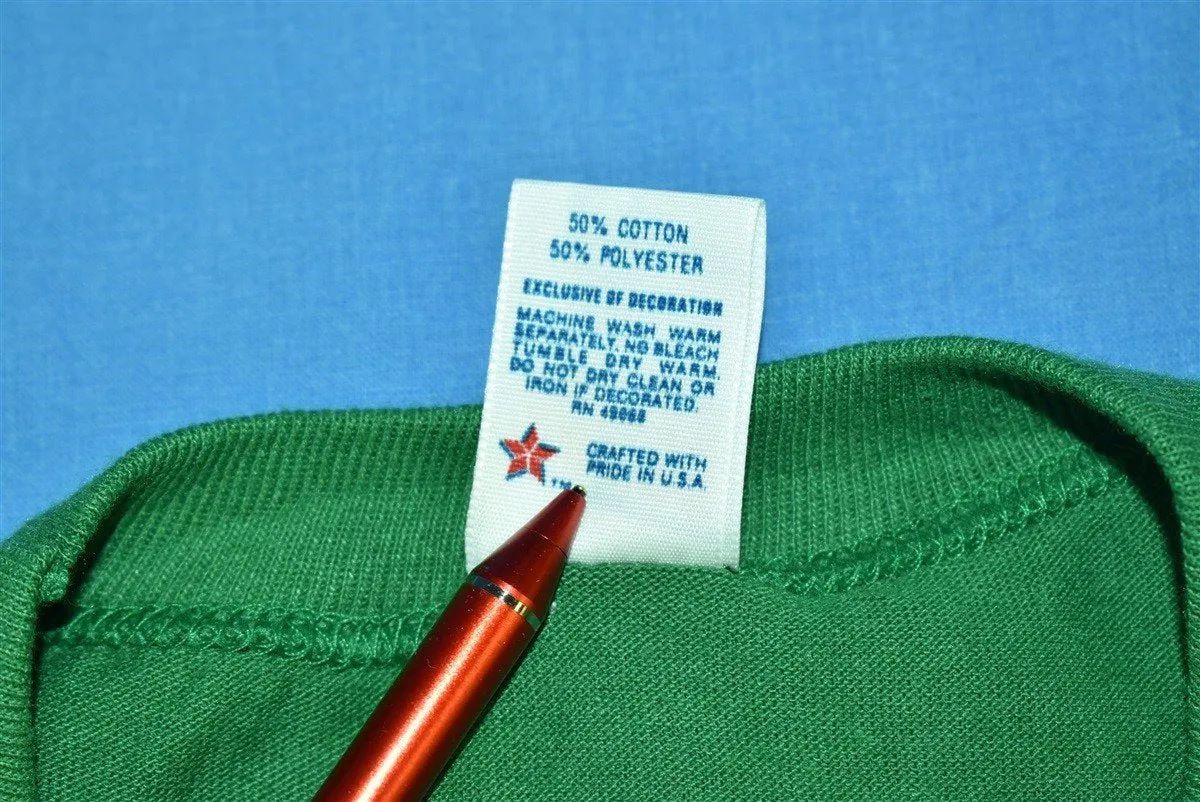 50% COTTON
50% POLYESTER
EXCLUSIVE OF DECORATION
MACHINE WASH WARM
SEPARATELY. NO BLEACH
TUMBLE DRY WARM.
DO NOT DRY CLEAN OR
IRON IF DECORATED.
RN
CRAFTED WITH
PRIDE IN U.S.A.
TM